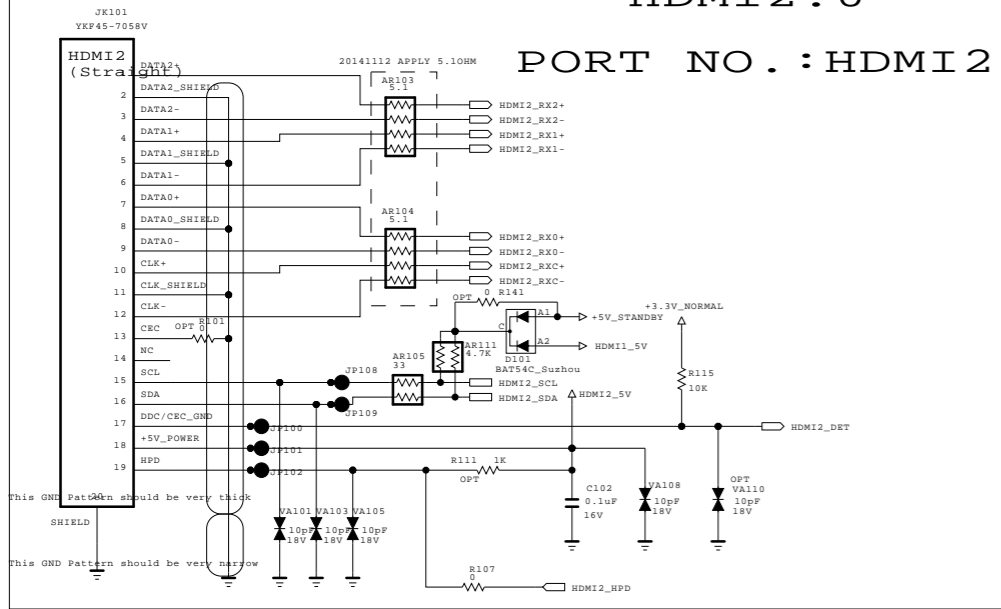 HDMI2.0
PORT NO.:HDMI2
JK101
YKF45-7058V
HDMI2
(Straight)
DATA2+
DATA2_SHIELD
2
DATA2-
3
DATA1+
4
DATA1_SHIELD
5
DATA1-
6
DATA0+
7
DATA0_SHIELD
8
DATA0-
9
CLK+
10
CLK_SHIELD
11
CLK-
12
CEC
13
NC
14
SCL
15
SDA
16
DDC/CEC_GND
17
+5V_POWER
18
HPD
19
20
SHIELD
OPT
R101
0
20141112 APPLY 5.1OHM
AR103
5.1
HDMI2_RX2+
HDMI2_RX2-
HDMI2_RX1+
HDMI2_RX1-
AR104
5.1
HDMI2_RX0+
HDMI2_RX0-
HDMI2_RXC+
HDMI2_RXC-
OPT
0 R141
C
A1
A2
+5V_STANDBY
HDMI1_5V
D101
BAT54C_Suzhou
+3.3V_NORMAL
AR111
4.7K
AR105
33
JP108
JP109
HDMI2_SCL
HDMI2_SDA
HDMI2_5V
R115
10K
HDMI2_DET
JP100
JP101
JP102
R111 1K
OPT
C102
0.1uF
16V
VA108
10pF
18V
OPT
VA110
10pF
18V
VA101
10pF
18V
VA103
10pF
18V
VA105
10pF
18V
This GND Pattern should be very thick
This GND Pattern should be very narrow
R107
0
HDMI2_HPD